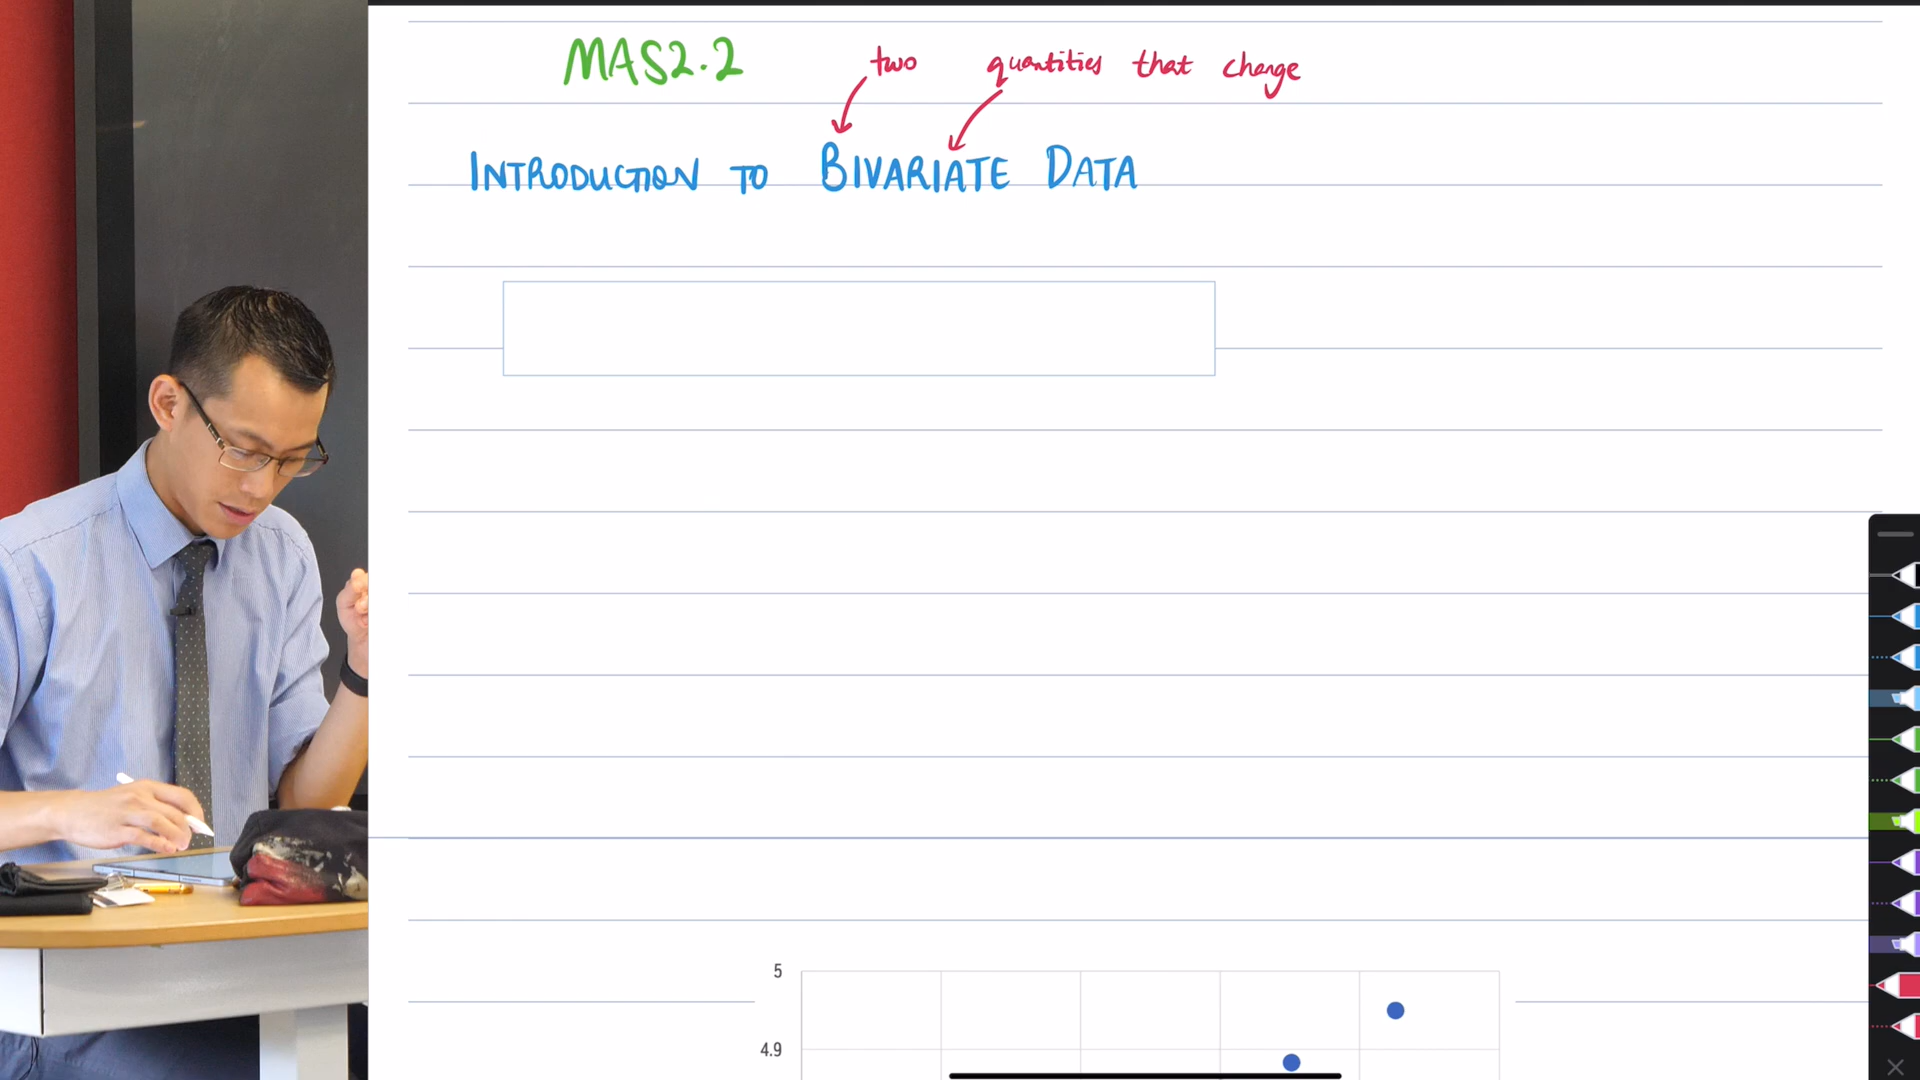 MAS2.2
two quantities that change
INTRODUCTION TO BIVARIATE DATA
5
4.9